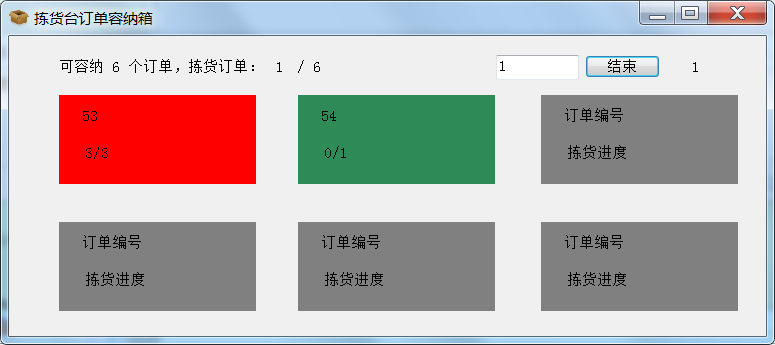 拣货台订单容纳箱
可容纳 6 个订单，拣货订单： 1 / 6
1
结束
1
53
3/3
54
0/1
订单编号
拣货进度
订单编号
拣货进度
订单编号
拣货进度
订单编号
拣货进度